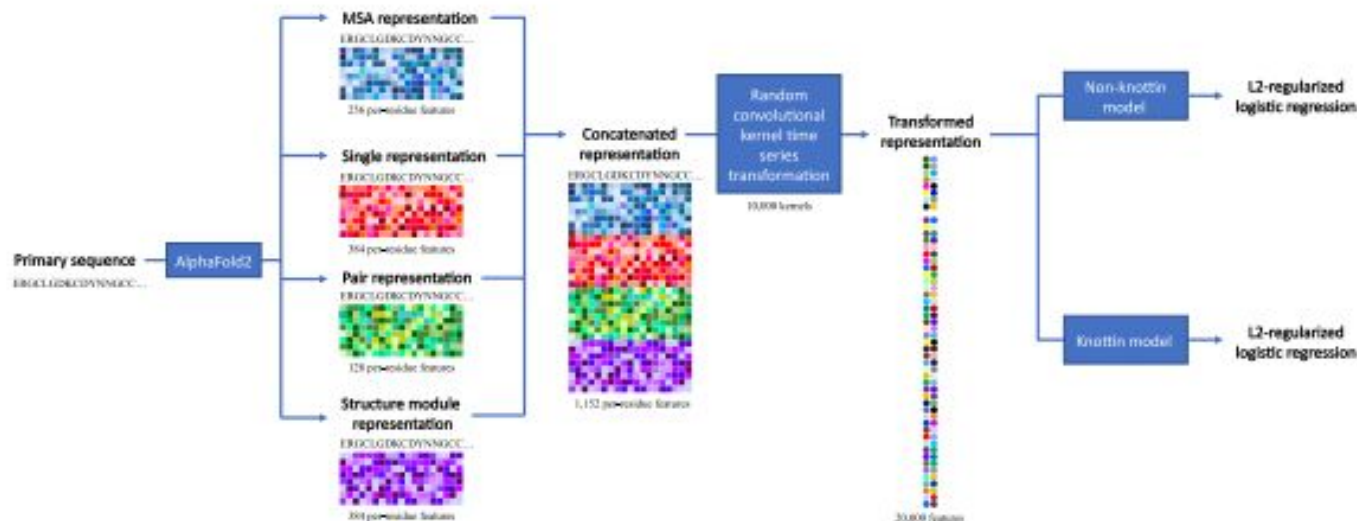 Primary sequence
ERGCLGDKCDYNNGCC...
AlphaFold2
MSA representation
ERGCLGDKCDYNNGCC...
256 per-residue features
Single representation
ERGCLGDKCDYNNGCC...
384 per-residue features
Pair representation
ERGCLGDKCDYNNGCC...
128 per-residue features
Structure module
representation
ERGCLGDKCDYNNGCC...
384 per-residue features
Concatenated
representation
ERGCLGDKCDYNNGCC...
1,152 per-residue features
Random
convolutional
kernel time
series
transformation
10,000 kernels
Transformed
representation
20,000 features
Non-knottin
model
L2-regularized
logistic regression
Knottin model
L2-regularized
logistic regression